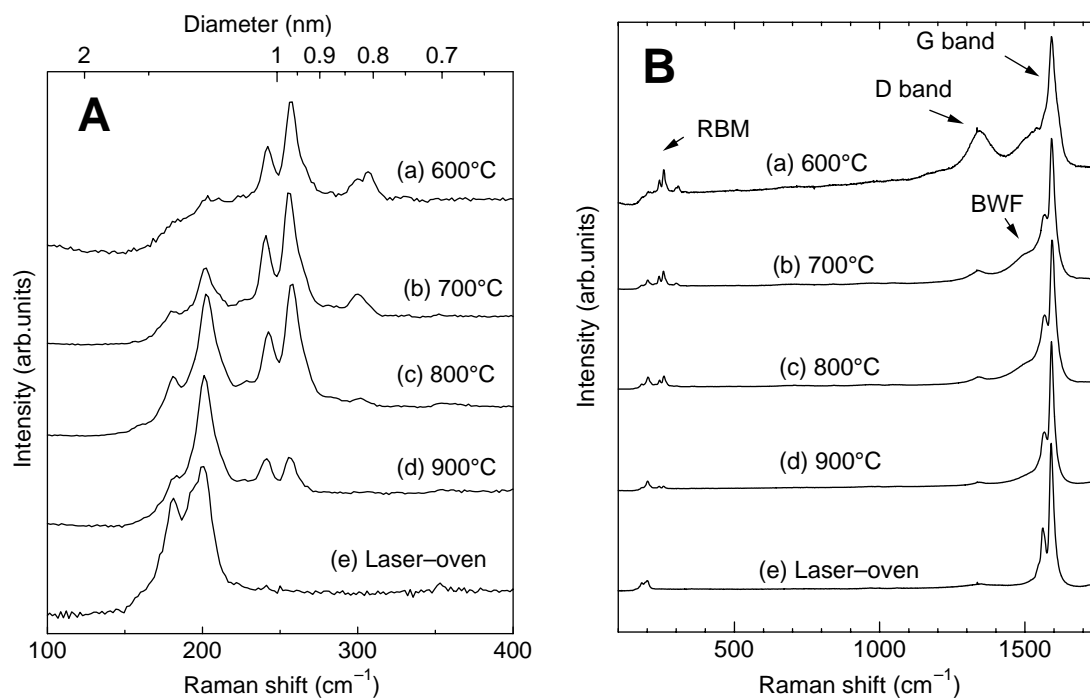 Diameter (nm)
2 1 0.9 0.8 0.7
A
(a) 600°C
(b) 700°C
(c) 800°C
(d) 900°C
(e) Laser–oven
Intensity (arb.units)
100 200 300 400
Raman shift (cm⁻¹)
B
G band
D band
RBM
(a) 600°C
BWF
(b) 700°C
(c) 800°C
(d) 900°C
(e) Laser–oven
Intensity (arb.units)
500 1000 1500
Raman shift (cm⁻¹)